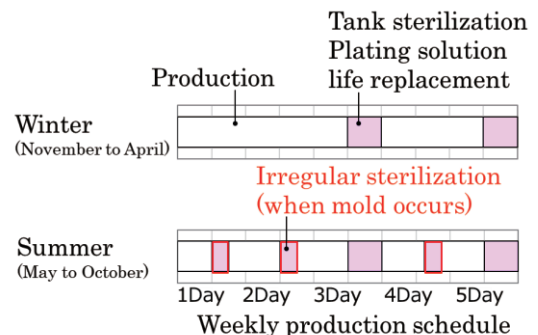 Tank sterilization
Plating solution
life replacement
Production
Winter
(November to April)
Irregular sterilization
(when mold occurs)
Summer
(May to October)
1Day 2Day 3Day 4Day 5Day
Weekly production schedule